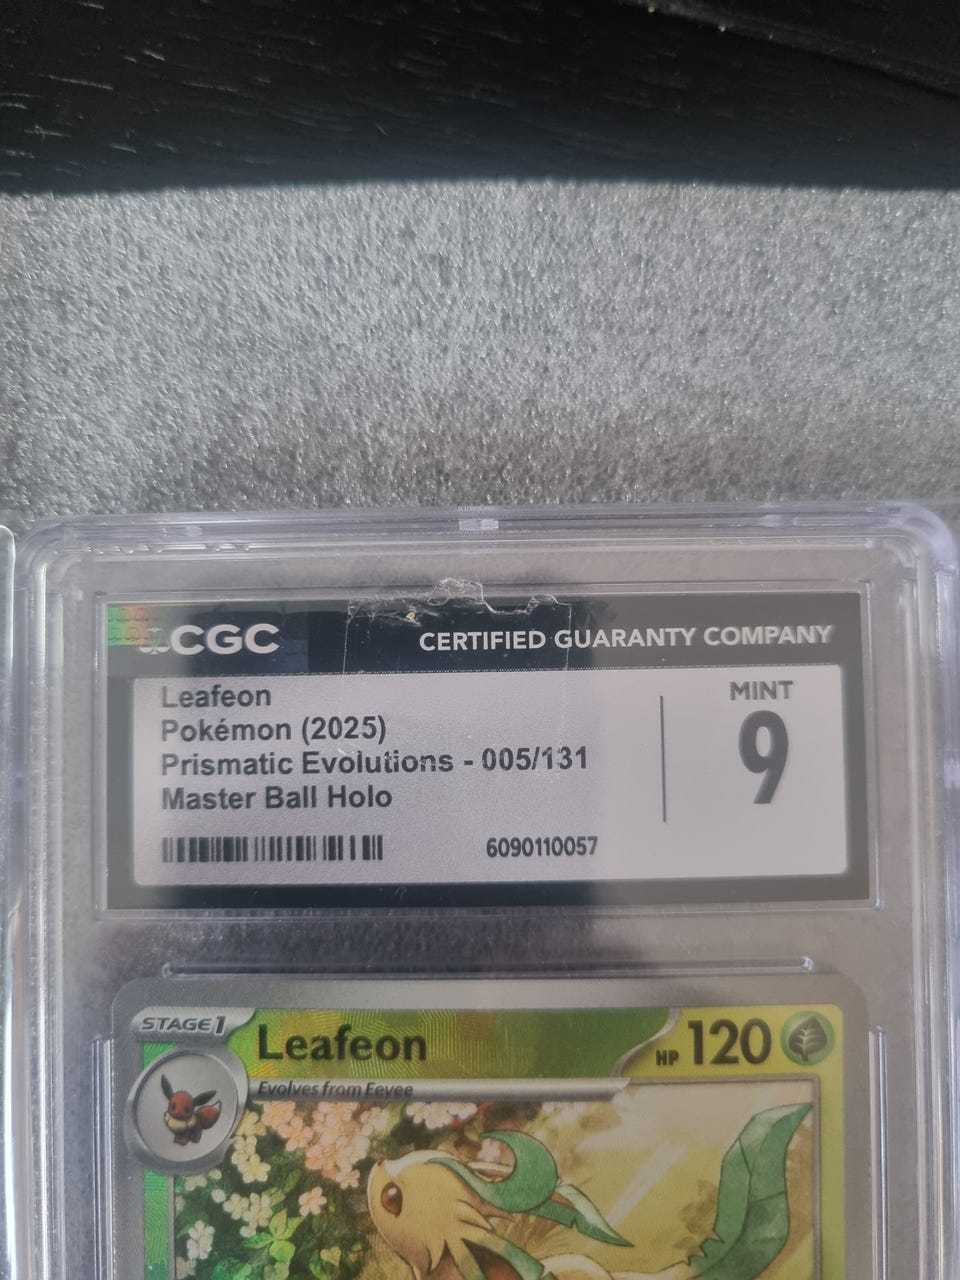 CGC
CERTIFIED GUARANTY COMPANY
Leafeon
Pokémon (2025)
Prismatic Evolutions - 005/131
Master Ball Holo
MINT
9
6090110057
STAGE 1
Leafeon
HP 120
Evolves from Eevee